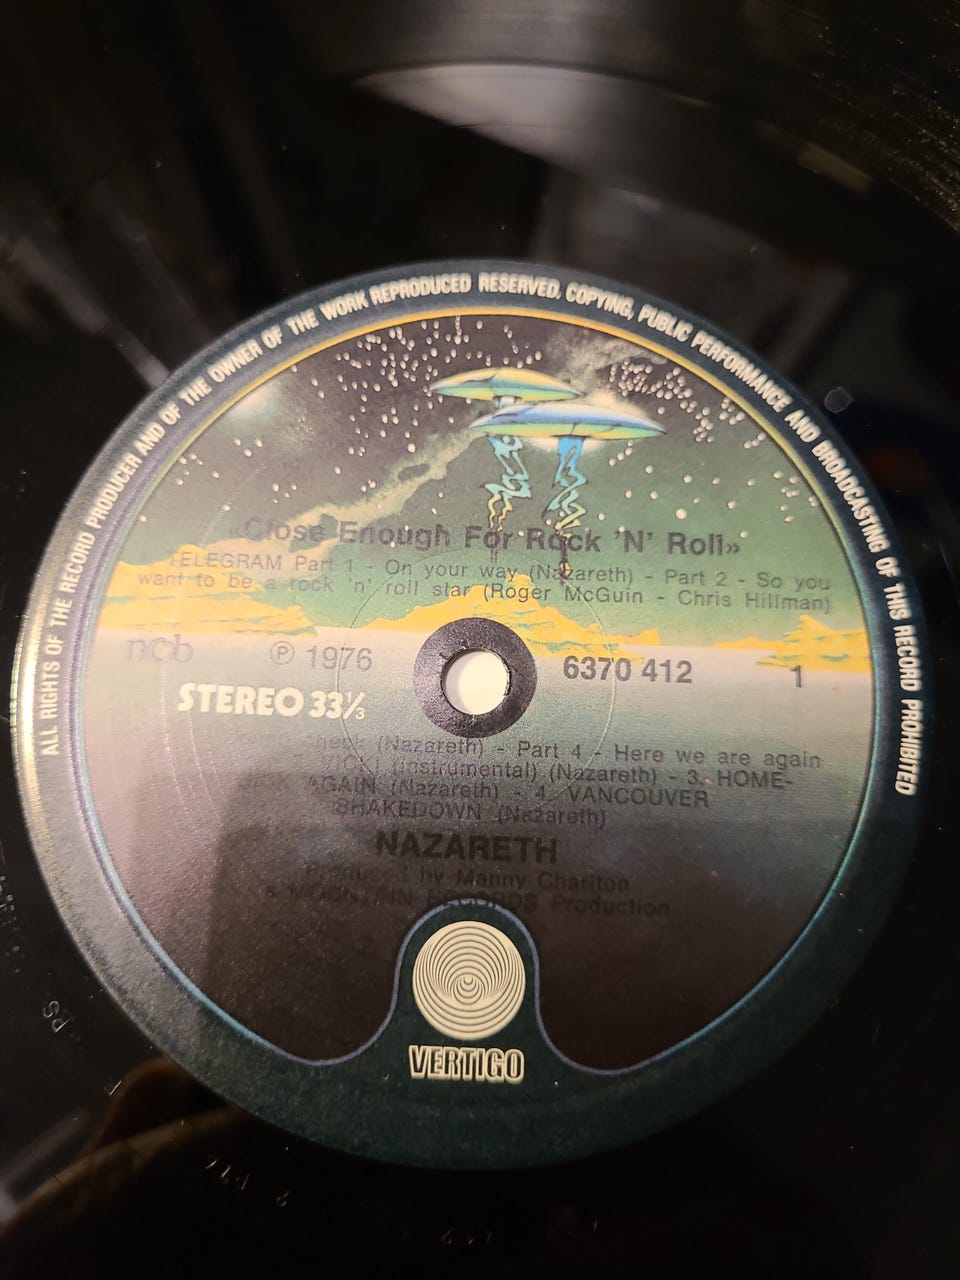 ALL RIGHTS OF THE RECORD PRODUCER AND OF THE OWNER OF THE WORK REPRODUCED RESERVED. COPYING, PUBLIC PERFORMANCE AND BROADCASTING OF THIS RECORD PROHIBITED
«Close Enough For Rock 'N' Roll»
TELEGRAM Part 1 - On your way (Nazareth) - Part 2 - So you
want to be a rock 'n' roll star (Roger McGuin - Chris Hillman)
ncb ℗ 1976 6370 412 1
STEREO 33⅓
check (Nazareth) - Part 4 - Here we are again
(instrumental) (Nazareth) - 3. HOME-
AGAIN (Nazareth) - 4. VANCOUVER
SHAKEDOWN (Nazareth)
NAZARETH
Produced by Manny Charlton
A MOUNTAIN RECORDS Production
VERTIGO